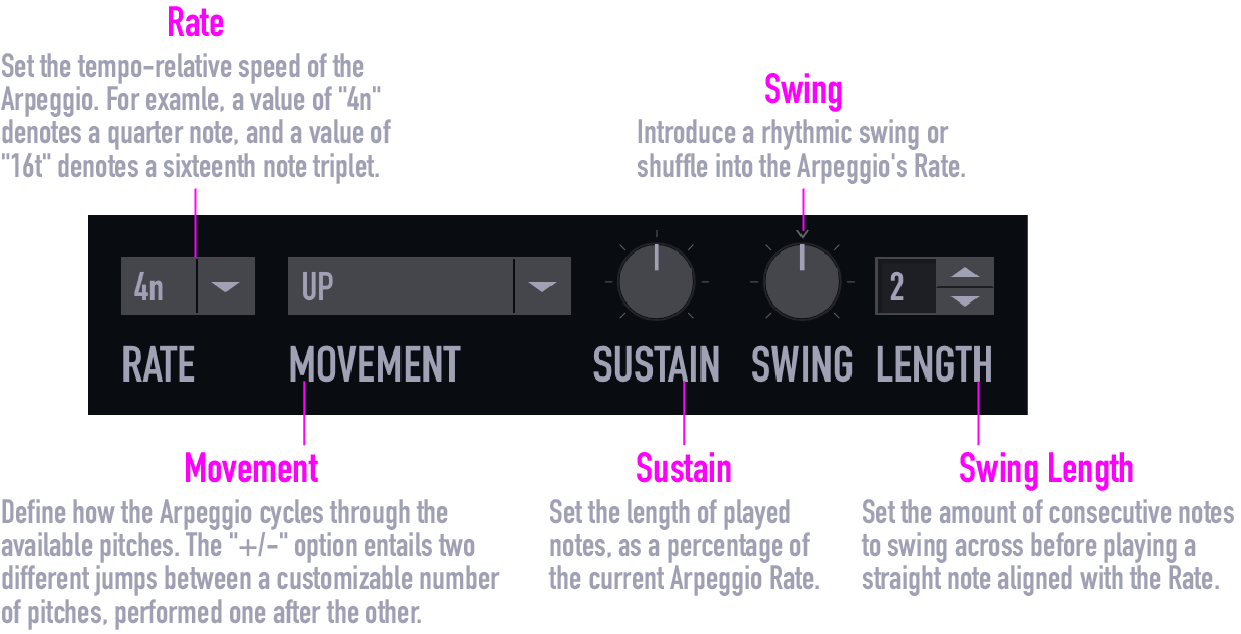 Rate
Set the tempo-relative speed of the
Arpeggio. For examle, a value of "4n"
denotes a quarter note, and a value of
"16t" denotes a sixteenth note triplet.
Swing
Introduce a rhythmic swing or
shuffle into the Arpeggio's Rate.
4n
UP
2
RATE
MOVEMENT
SUSTAIN
SWING
LENGTH
Movement
Define how the Arpeggio cycles through the
available pitches. The "+/-" option entails two
different jumps between a customizable number
of pitches, performed one after the other.
Sustain
Set the length of played
notes, as a percentage of
the current Arpeggio Rate.
Swing Length
Set the amount of consecutive notes
to swing across before playing a
straight note aligned with the Rate.